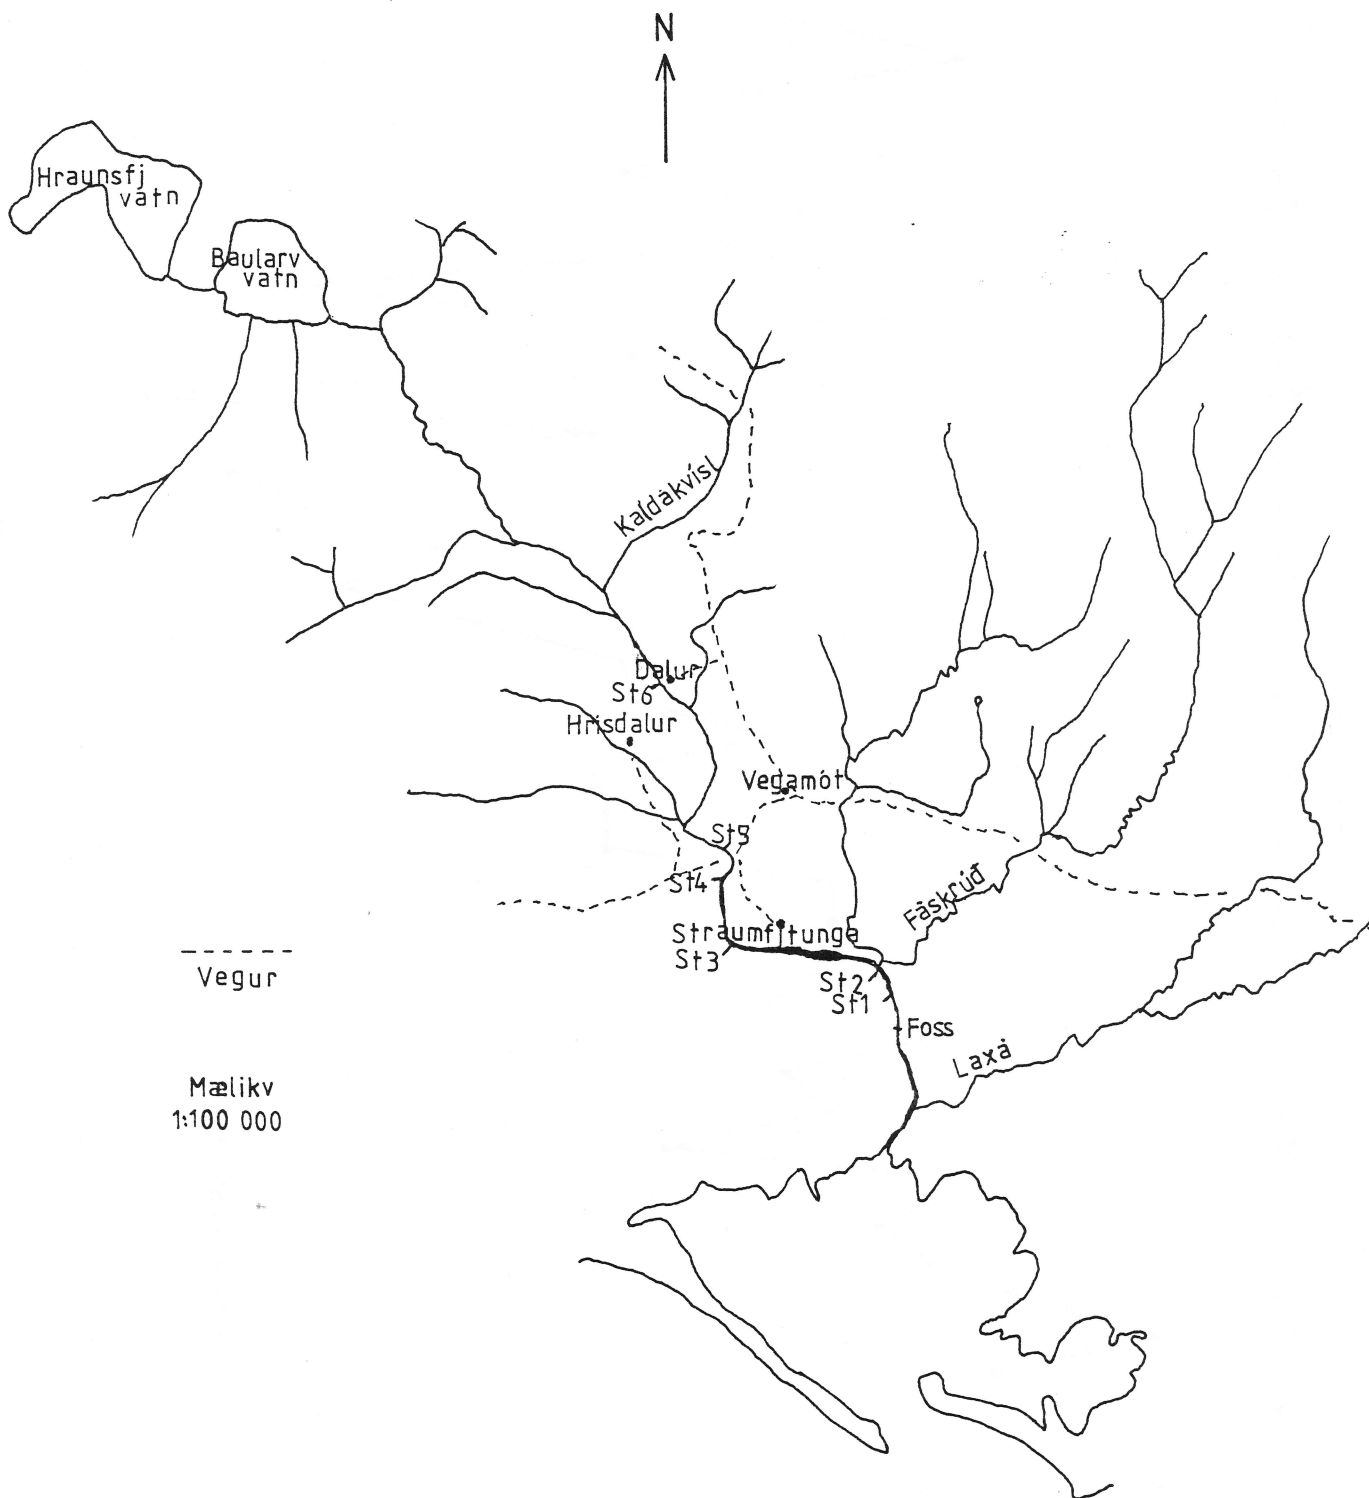 N
Hraunsfj
vatn
Baularv
vatn
Kaldákvísl
Dalur
St6
Hrisdalur
Vegamót
St5
St4
Fáskrúð
Straumfjtunga
St3
St2
St1
Vegur
Foss
Laxá
Mælikv
1:100 000